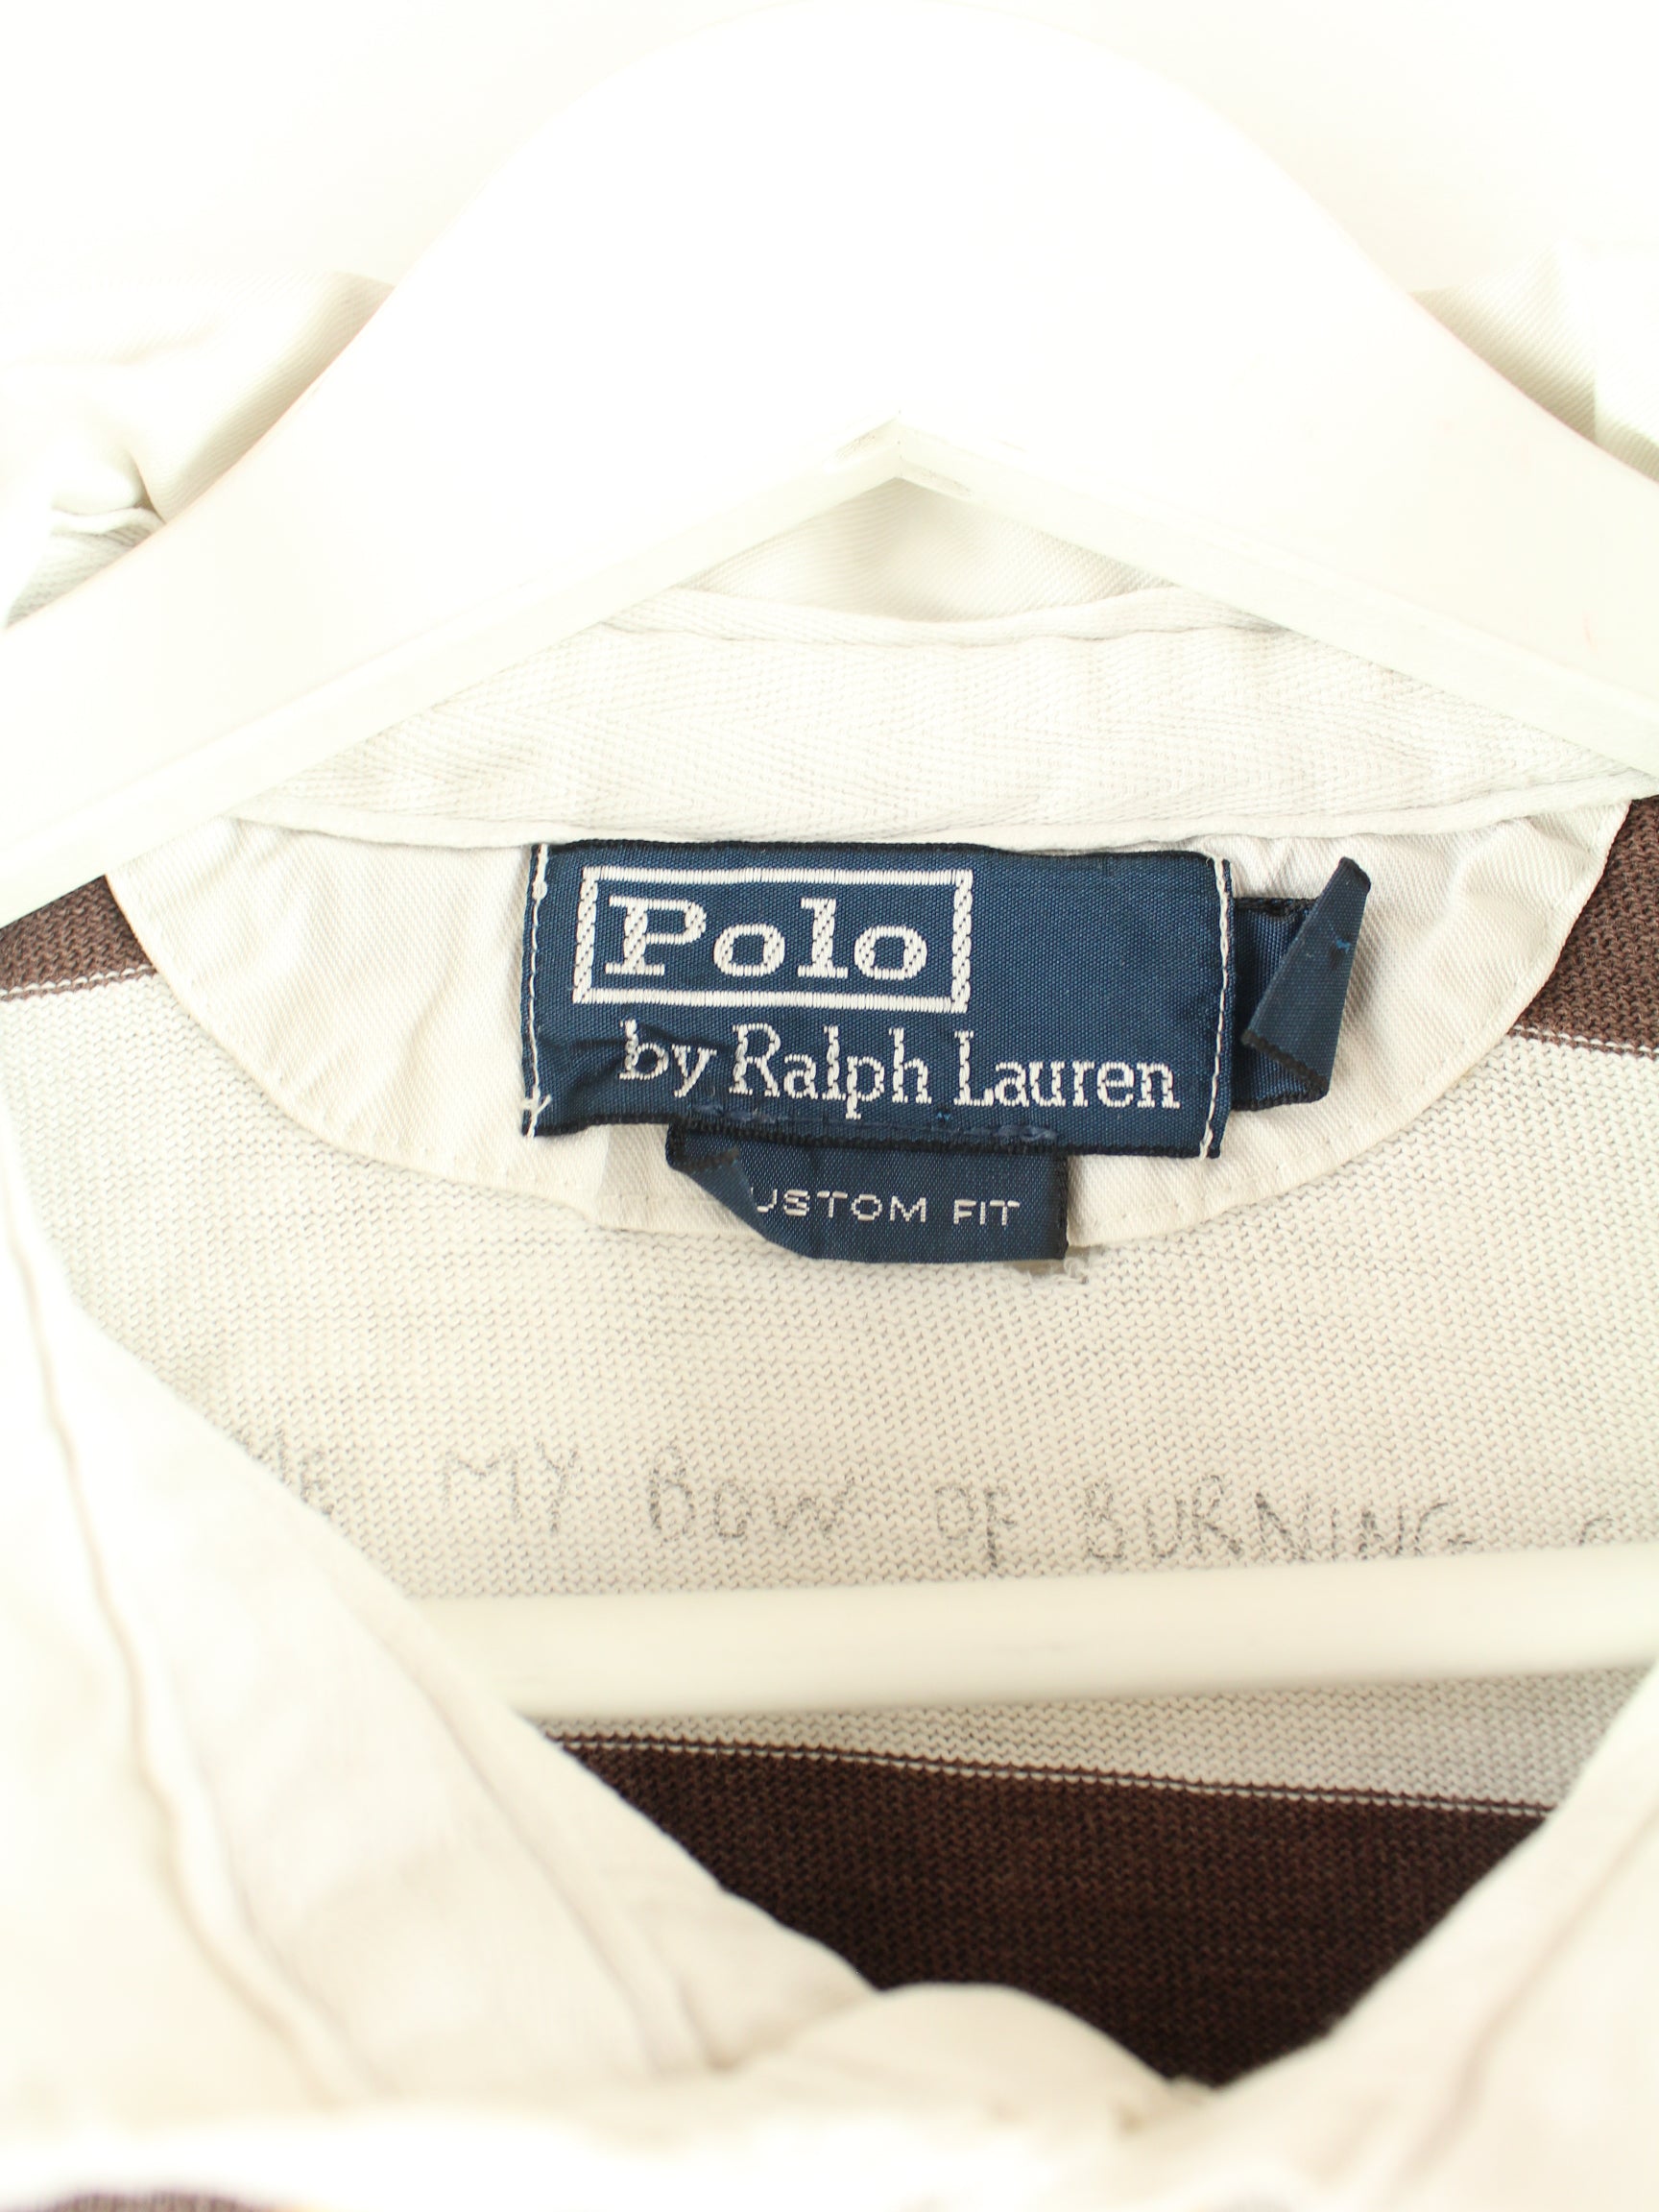 Polo
by Ralph Lauren
USTOM FIT
MY BOW OF BURNING